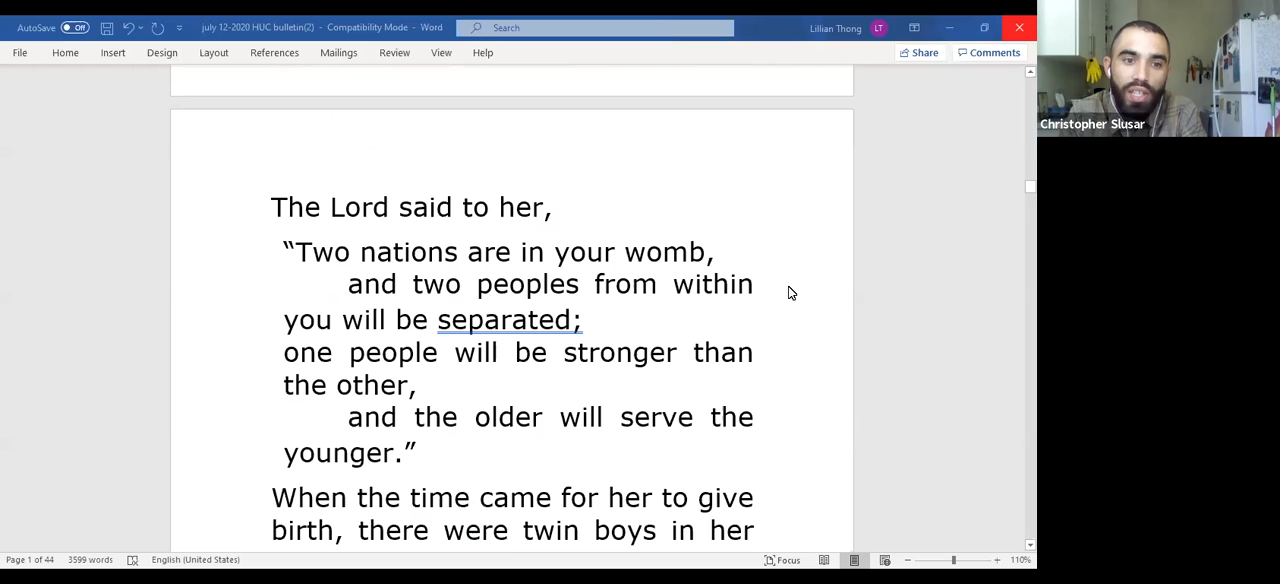 AutoSave Off july 12-2020 HUC bulletin(2) - Compatibility Mode - Word Search Lillian Thong LT
File Home Insert Design Layout References Mailings Review View Help Share Comments
Christopher Slusar
The Lord said to her,
“Two nations are in your womb,
and two peoples from within
you will be separated;
one people will be stronger than
the other,
and the older will serve the
younger.”
When the time came for her to give
birth, there were twin boys in her
Page 1 of 44 3599 words English (United States) Focus 110%